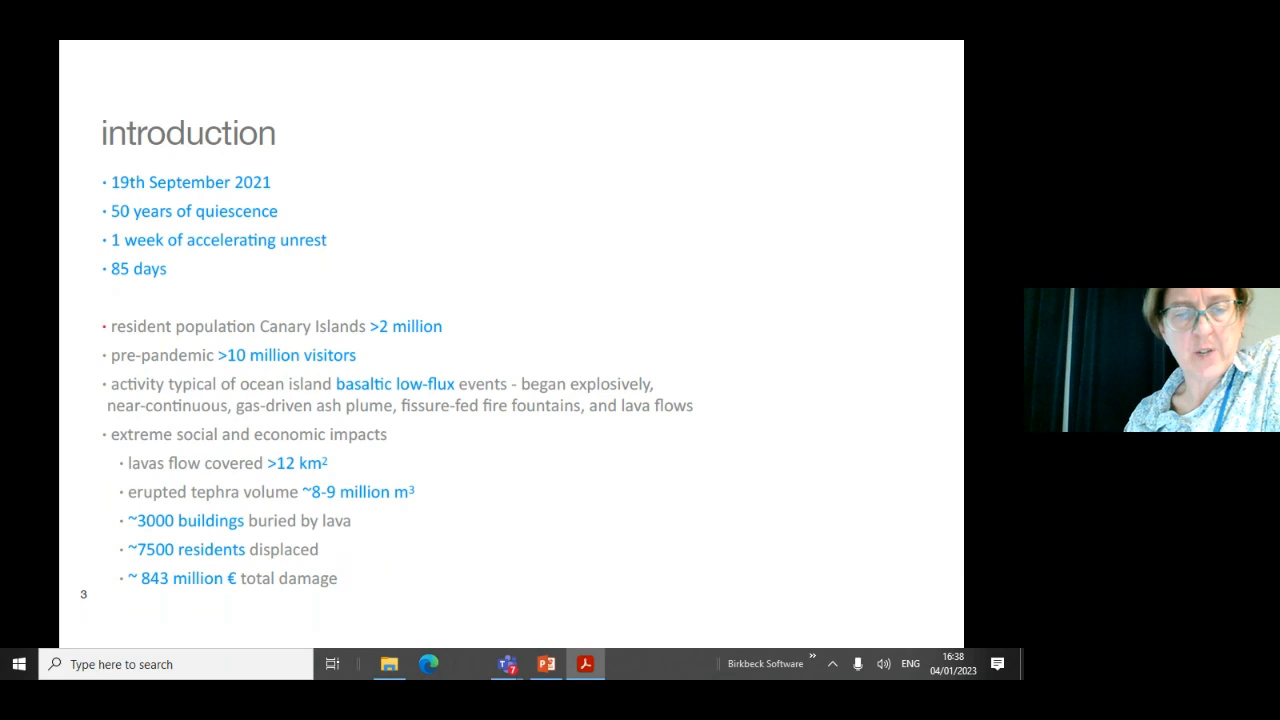 introduction
· 19th September 2021
· 50 years of quiescence
· 1 week of accelerating unrest
· 85 days
· resident population Canary Islands >2 million
· pre-pandemic >10 million visitors
· activity typical of ocean island basaltic low-flux events - began explosively,
near-continuous, gas-driven ash plume, fissure-fed fire fountains, and lava flows
· extreme social and economic impacts
· lavas flow covered >12 km²
· erupted tephra volume ~8-9 million m³
· ~3000 buildings buried by lava
· ~7500 residents displaced
· ~ 843 million € total damage
3
Type here to search
7
Birkbeck Software
ENG
16:38
04/01/2023